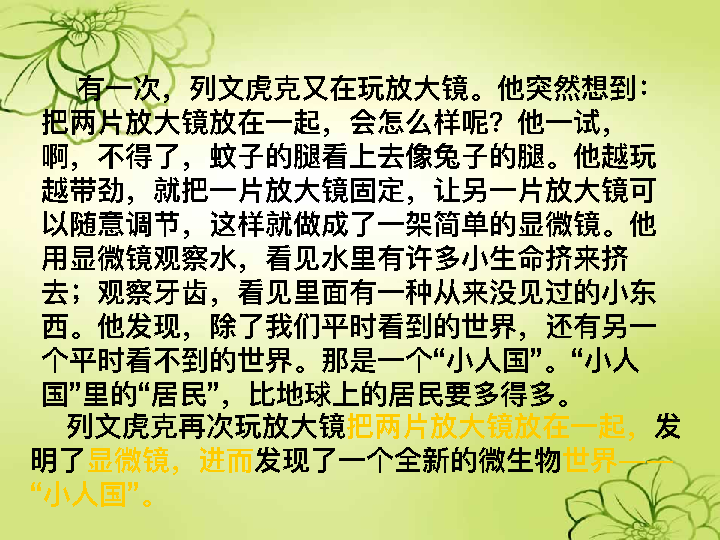 有一次，列文虎克又在玩放大镜。他突然想到：
把两片放大镜放在一起，会怎么样呢？他一试，
啊，不得了，蚊子的腿看上去像兔子的腿。他越玩
越带劲，就把一片放大镜固定，让另一片放大镜可
以随意调节，这样就做成了一架简单的显微镜。他
用显微镜观察水，看见水里有许多小生命挤来挤
去；观察牙齿，看见里面有一种从来没见过的小东
西。他发现，除了我们平时看到的世界，还有另一
个平时看不到的世界。那是一个“小人国”。“小人
国”里的“居民”，比地球上的居民要多得多。
列文虎克再次玩放大镜把两片放大镜放在一起，发
明了显微镜，进而发现了一个全新的微生物世界——
“小人国”。